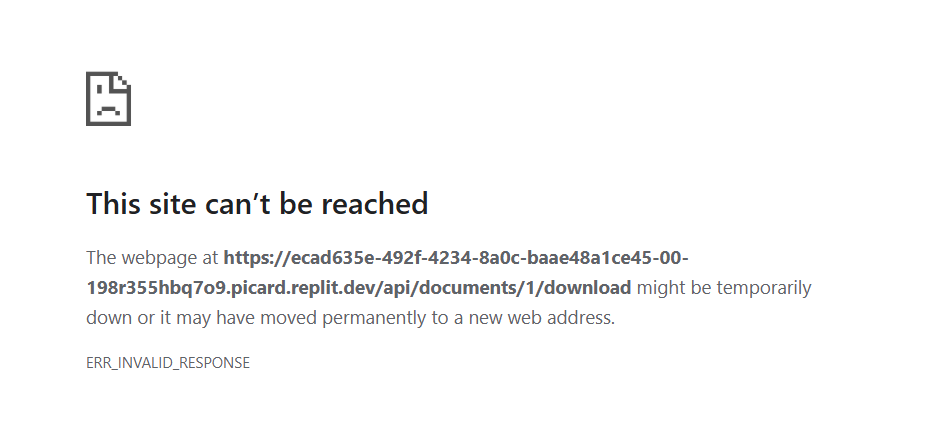 This site can’t be reached
The webpage at https://ecad635e-492f-4234-8a0c-baae48a1ce45-00-
198r355hbq7o9.picard.replit.dev/api/documents/1/download might be temporarily
down or it may have moved permanently to a new web address.
ERR_INVALID_RESPONSE